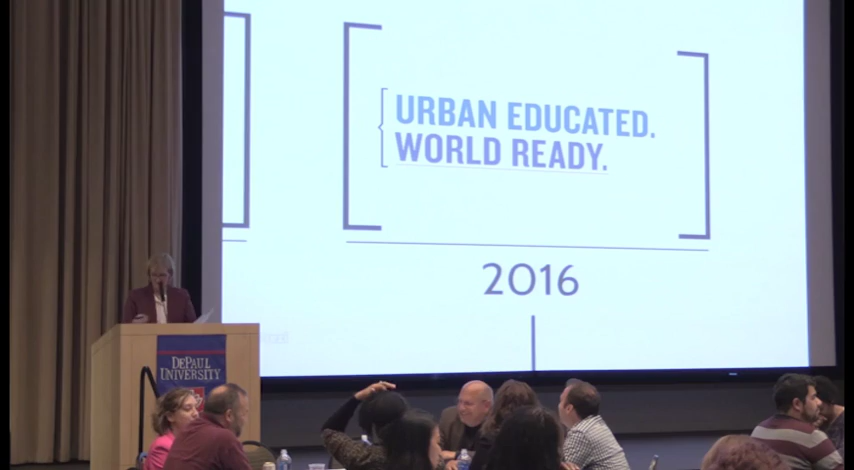 URBAN EDUCATED.
WORLD READY.
2016
DEPAUL
UNIVERSITY